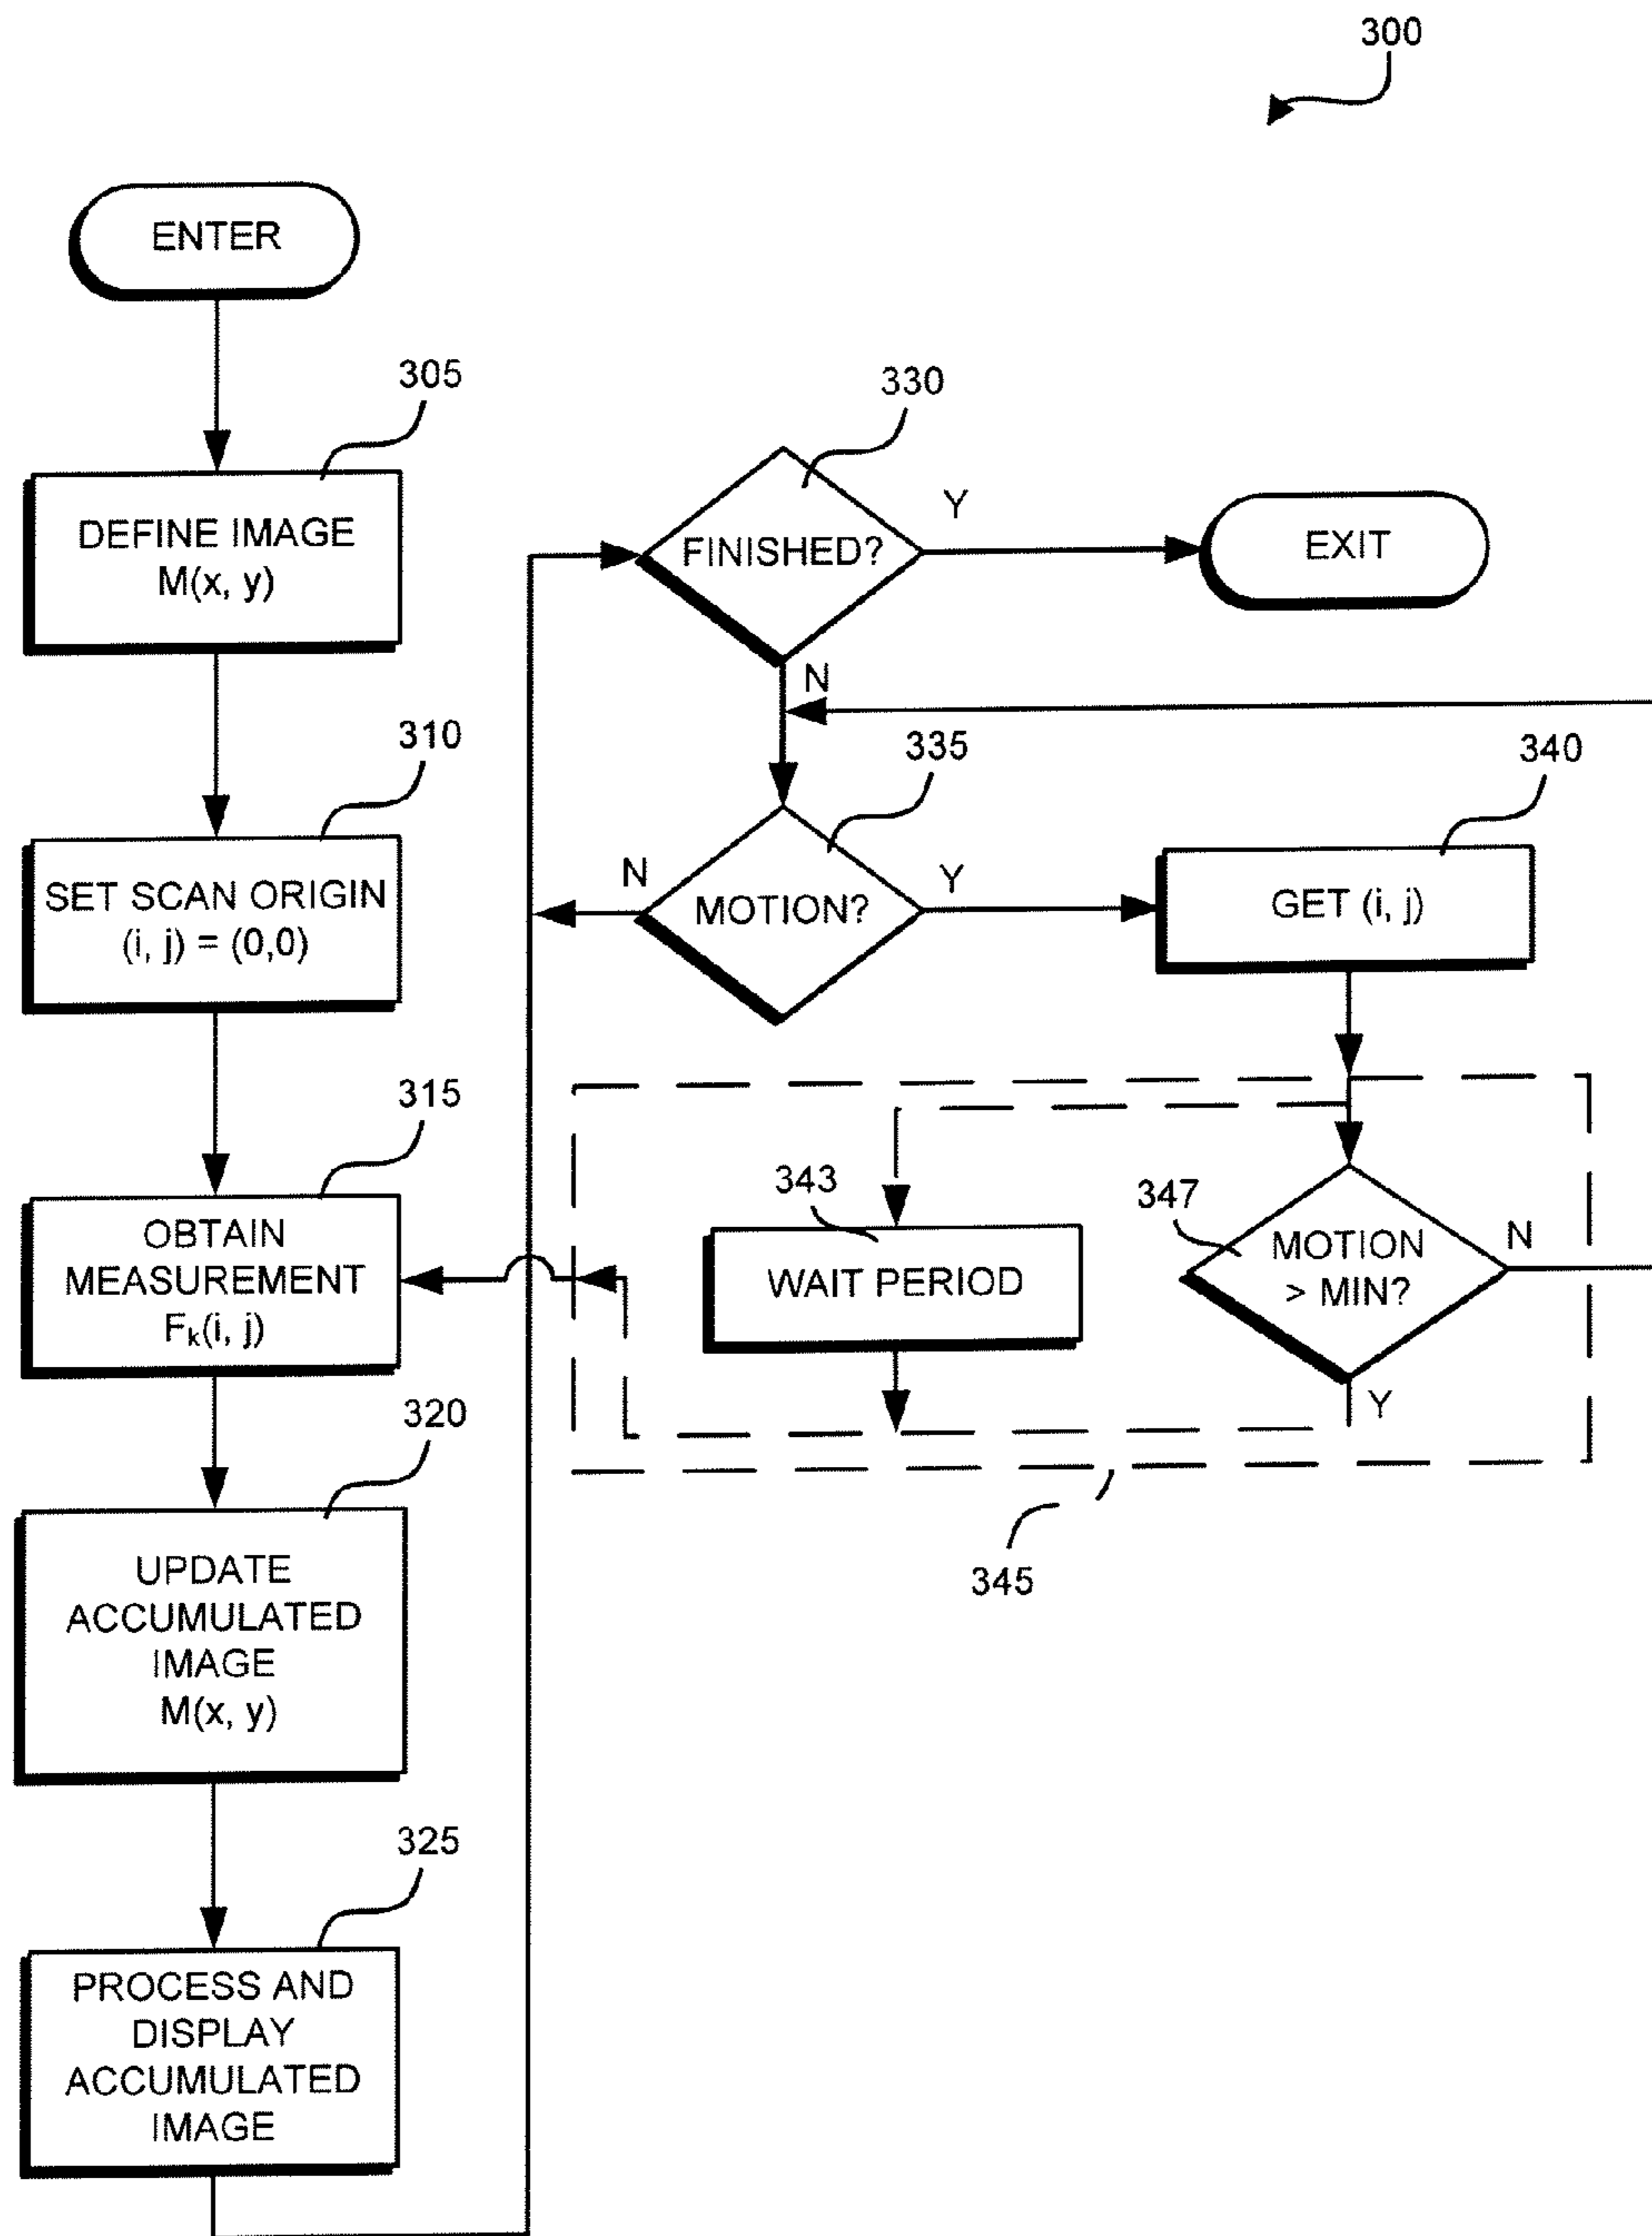 300
ENTER
305
DEFINE IMAGE
M(x, y)
310
SET SCAN ORIGIN
(i, j) = (0,0)
315
OBTAIN
MEASUREMENT
Fₖ(i, j)
320
UPDATE
ACCUMULATED
IMAGE
M(x, y)
325
PROCESS AND
DISPLAY
ACCUMULATED
IMAGE
330
FINISHED?
Y
EXIT
N
335
MOTION?
N
Y
340
GET (i, j)
343
WAIT PERIOD
347
MOTION
> MIN?
N
Y
345